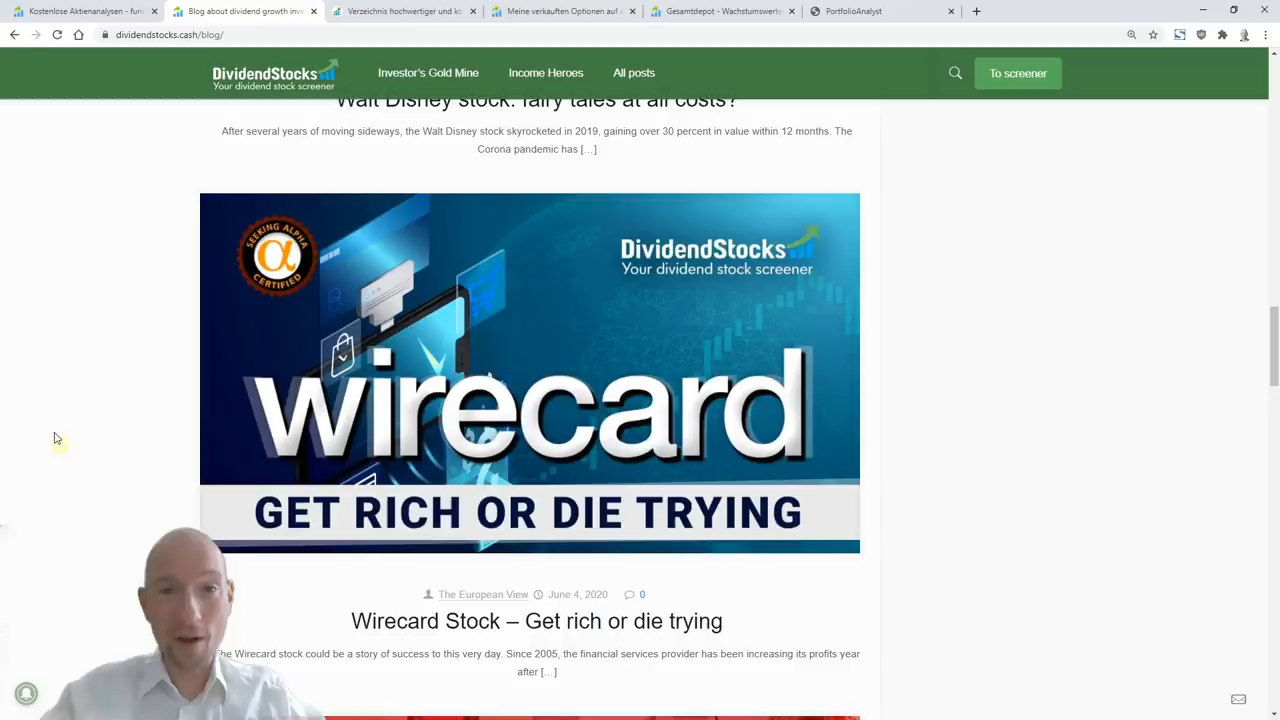 Kostenlose Aktienanalysen - fun
Blog about dividend growth inve
Verzeichnis hochwertiger und kö
Meine verkauften Optionen auf A
Gesamtdepot - Wachstumswerte
PortfolioAnalyst
dividendstocks.cash/blog/
DividendStocks
Your dividend stock screener
Investor's Gold Mine
Income Heroes
All posts
To screener
Walt Disney stock: fairy tales at all costs?
After several years of moving sideways, the Walt Disney stock skyrocketed in 2019, gaining over 30 percent in value within 12 months. The
Corona pandemic has [...]
SEEKING ALPHA
α
CERTIFIED
DividendStocks
Your dividend stock screener
wirecard
GET RICH OR DIE TRYING
The European View
June 4, 2020
0
Wirecard Stock – Get rich or die trying
The Wirecard stock could be a story of success to this very day. Since 2005, the financial services provider has been increasing its profits year
after [...]